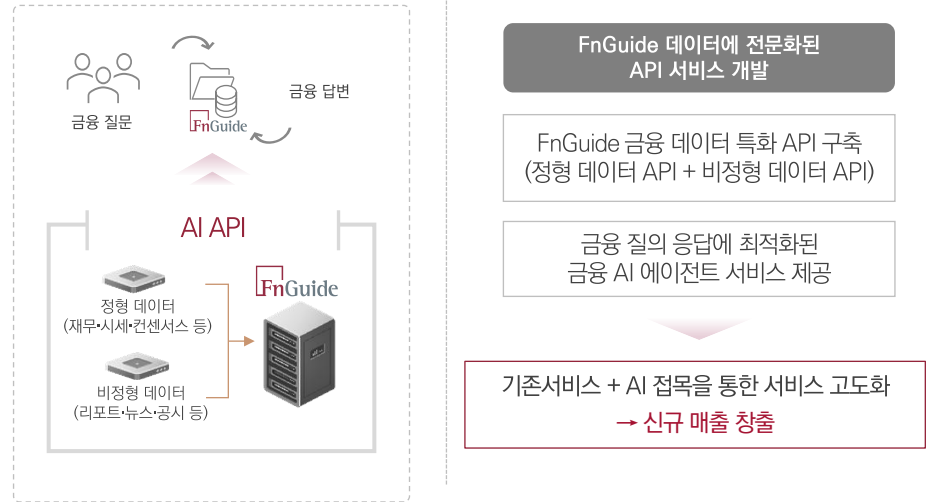 금융 질문
FnGuide
금융 답변
AI API
정형 데이터
(재무•시세•컨센서스 등)
비정형 데이터
(리포트•뉴스•공시 등)
FnGuide
FnGuide 데이터에 전문화된
API 서비스 개발
FnGuide 금융 데이터 특화 API 구축
(정형 데이터 API + 비정형 데이터 API)
금융 질의 응답에 최적화된
금융 AI 에이전트 서비스 제공
기존서비스 + AI 접목을 통한 서비스 고도화
→ 신규 매출 창출